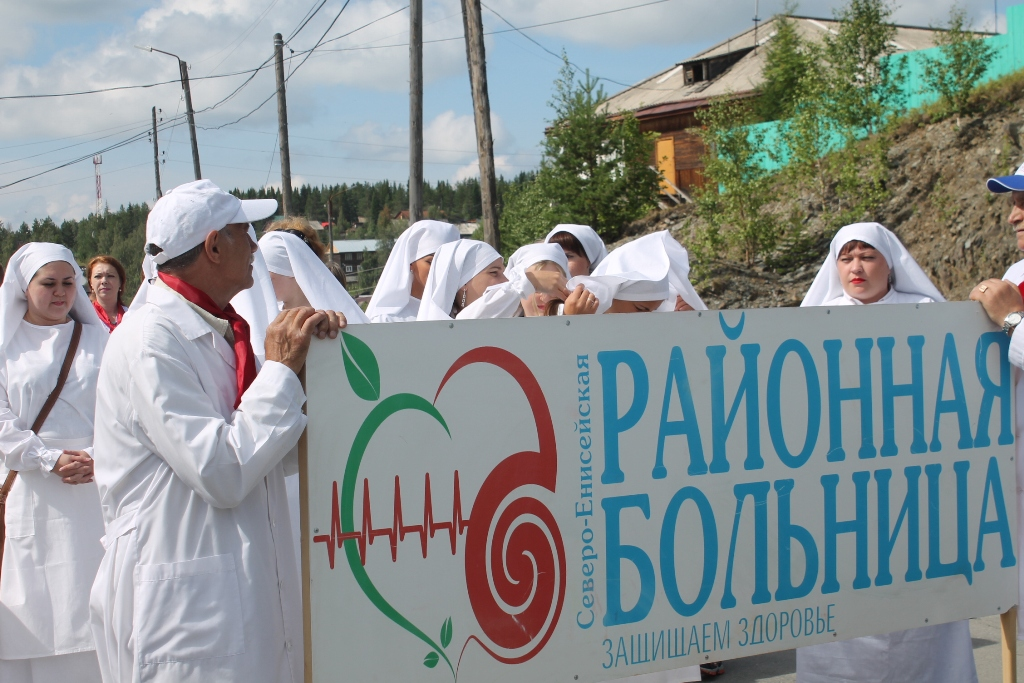 Северо-Енисейская
РАЙОННАЯ
БОЛЬНИЦА
ЗАЩИЩАЕМ ЗДОРОВЬЕ